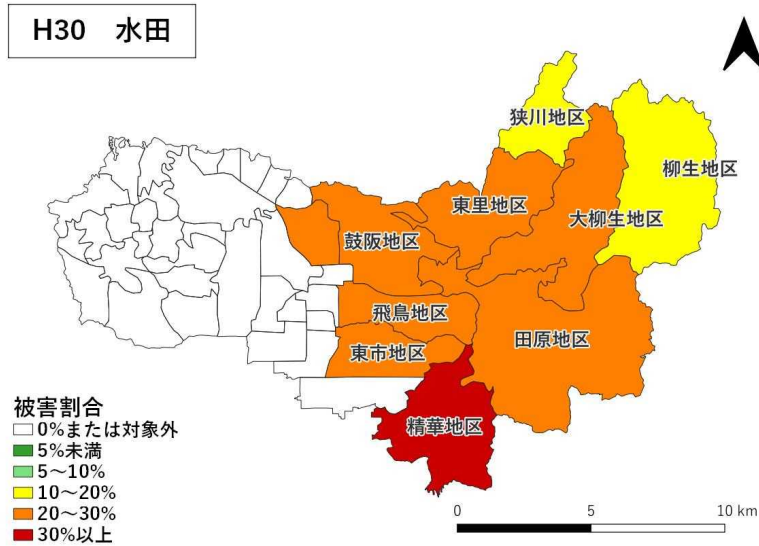 H30 水田
狭川地区
柳生地区
東里地区
大柳生地区
鼓阪地区
飛鳥地区
田原地区
東市地区
精華地区
被害割合
0%または対象外
5%未満
5～10%
10～20%
20～30%
30%以上
0 5 10 km